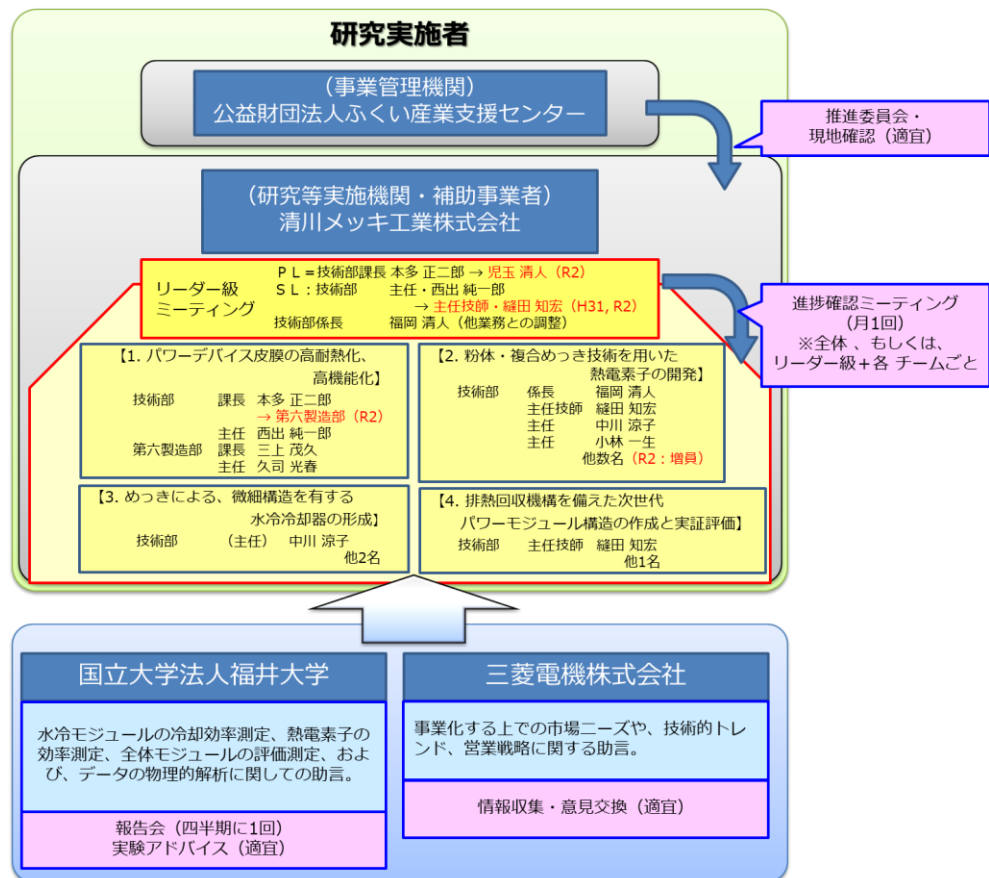 研究実施者
(事業管理機関)
公益財団法人ふくい産業支援センター
推進委員会・
現地確認(適宜)
(研究等実施機関・補助事業者)
清川メッキ工業株式会社
リーダー級
ミーティング
PL=技術部課長 本多 正二郎 → 児玉 清人(R2)
SL:技術部 主任・西出 純一郎
→ 主任技師・縫田 知宏(H31, R2)
技術部係長 福岡 清人(他業務との調整)
進捗確認ミーティング
(月1回)
※全体 、もしくは、
リーダー級+各 チームごと
【1. パワーデバイス皮膜の高耐熱化、
高機能化】
技術部 課長 本多 正二郎
→ 第六製造部(R2)
主任 西出 純一郎
第六製造部 課長 三上 茂久
主任 久司 光春
【2. 粉体・複合めっき技術を用いた
熱電素子の開発】
技術部 係長 福岡 清人
主任技師 縫田 知宏
主任 中川 涼子
主任 小林 一生
他数名(R2:増員)
【3. めっきによる、微細構造を有する
水冷冷却器の形成】
技術部 (主任) 中川 涼子
他2名
【4. 排熱回収機構を備えた次世代
パワーモジュール構造の作成と実証評価】
技術部 主任技師 縫田 知宏
他1名
国立大学法人福井大学
水冷モジュールの冷却効率測定、熱電素子の
効率測定、全体モジュールの評価測定、およ
び、データの物理的解析に関しての助言。
報告会(四半期に1回)
実験アドバイス(適宜)
三菱電機株式会社
事業化する上での市場ニーズや、技術的トレ
ンド、営業戦略に関する助言。
情報収集・意見交換(適宜)